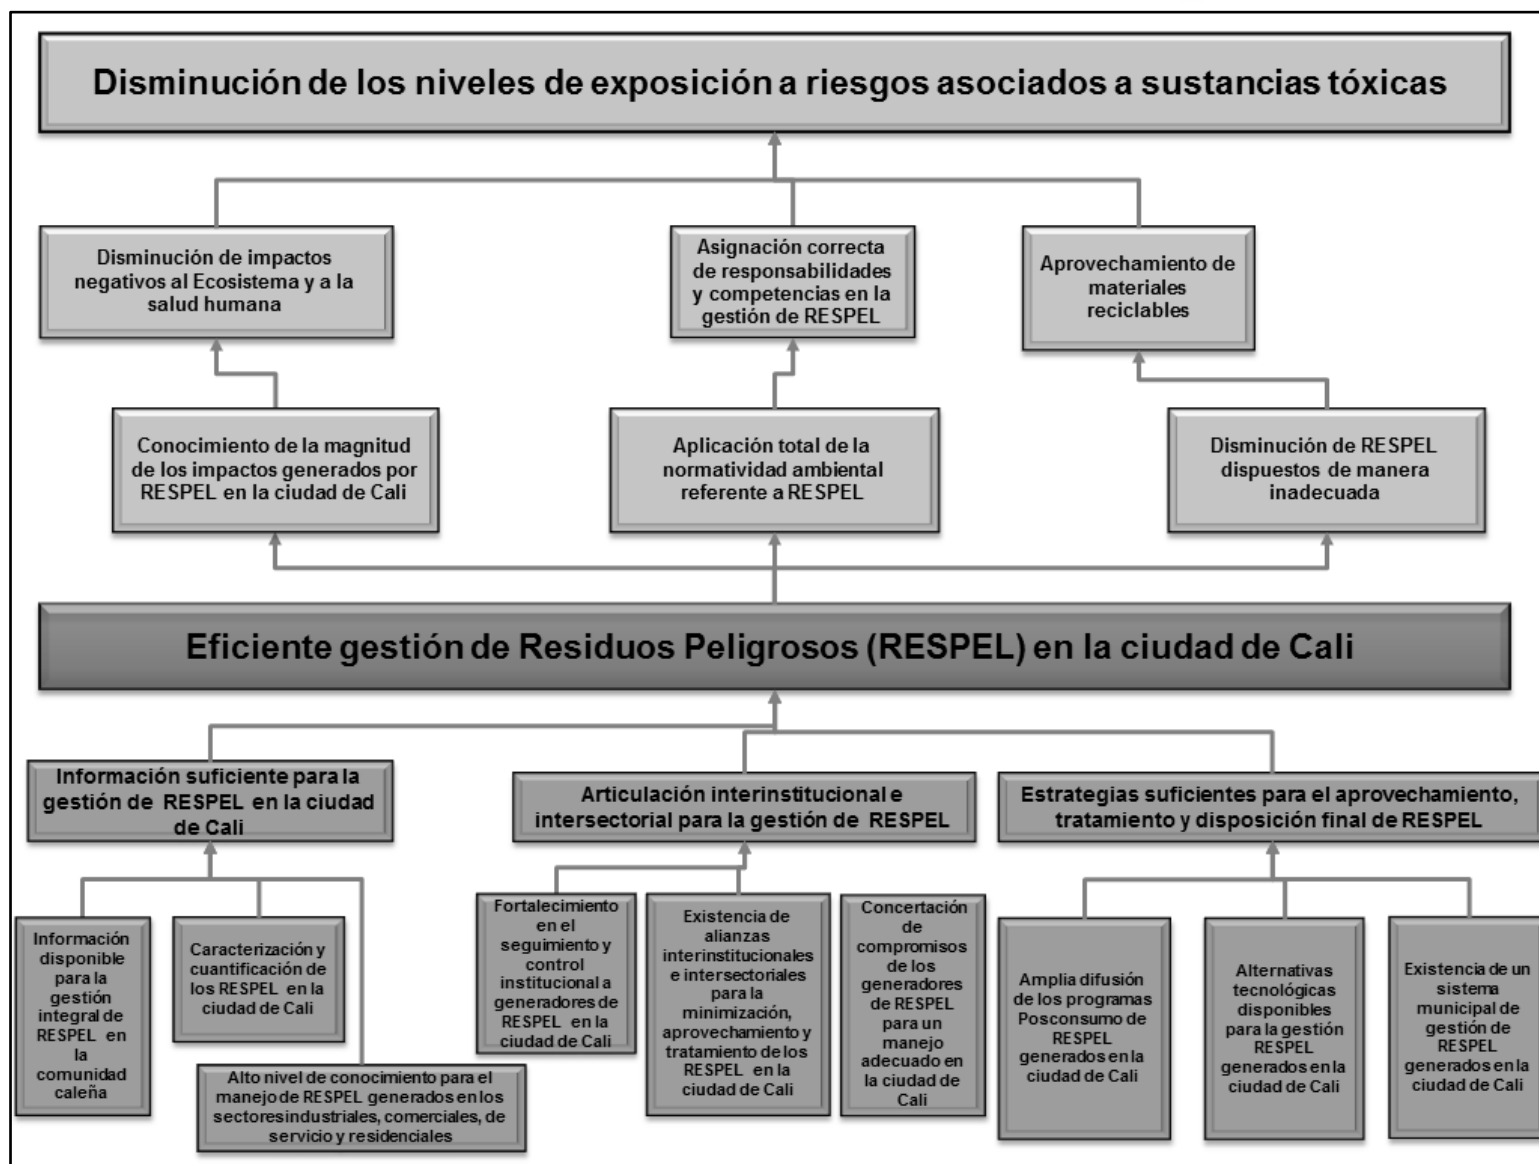 Disminución de los niveles de exposición a riesgos asociados a sustancias tóxicas
Disminución de impactos
negativos al Ecosistema y a la
salud humana
Asignación correcta
de responsabilidades
y competencias en la
gestión de RESPEL
Aprovechamiento de
materiales
reciclables
Conocimiento de la magnitud
de los impactos generados por
RESPEL en la ciudad de Cali
Aplicación total de la
normatividad ambiental
referente a RESPEL
Disminución de RESPEL
dispuestos de manera
inadecuada
Eficiente gestión de Residuos Peligrosos (RESPEL) en la ciudad de Cali
Información suficiente para la
gestión de RESPEL en la ciudad
de Cali
Articulación interinstitucional e
intersectorial para la gestión de RESPEL
Estrategias suficientes para el aprovechamiento,
tratamiento y disposición final de RESPEL
Información
disponible
para la
gestión
integral de
RESPEL en
la
comunidad
caleña
Caracterización y
cuantificación de
los RESPEL en la
ciudad de Cali
Alto nivel de conocimiento para el
manejo de RESPEL generados en los
sectores industriales, comerciales, de
servicio y residenciales
Fortalecimiento
en el
seguimiento y
control
institucional a
generadores de
RESPEL en la
ciudad de Cali
Existencia de
alianzas
interinstitucionales
e intersectoriales
para la
minimización,
aprovechamiento y
tratamiento de los
RESPEL en la
ciudad de Cali
Concertación
de
compromisos
de los
generadores
de RESPEL
para un
manejo
adecuado en
la ciudad de
Cali
Amplia difusión
de los programas
Posconsumo de
RESPEL
generados en la
ciudad de Cali
Alternativas
tecnológicas
disponibles
para la gestión
RESPEL
generados en la
ciudad de Cali
Existencia de un
sistema
municipal de
gestión de
RESPEL
generados en la
ciudad de Cali